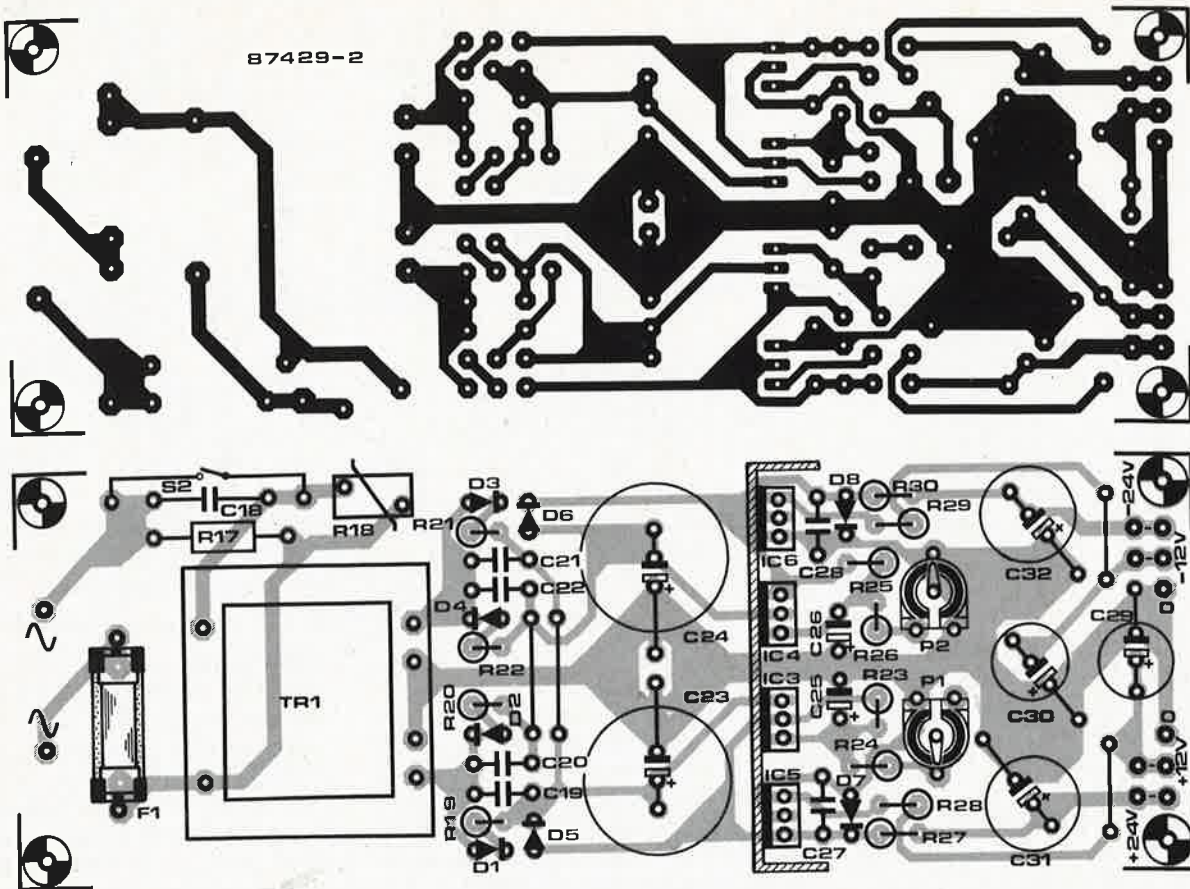 87429-2
S2
C18
R17
R18
R21
D3
D6
C21
C22
D4
R22
R20
D2
C20
C19
R19
D1
D5
F1
TR1
C24
C23
IC6
IC4
IC3
IC5
D8
R30
R29
C28
R25
C26
R26
P2
C25
R23
P1
R24
D7
R28
C27
R27
C32
C29
C30
C31
-24V
-12V
0
0
+12V
+24V